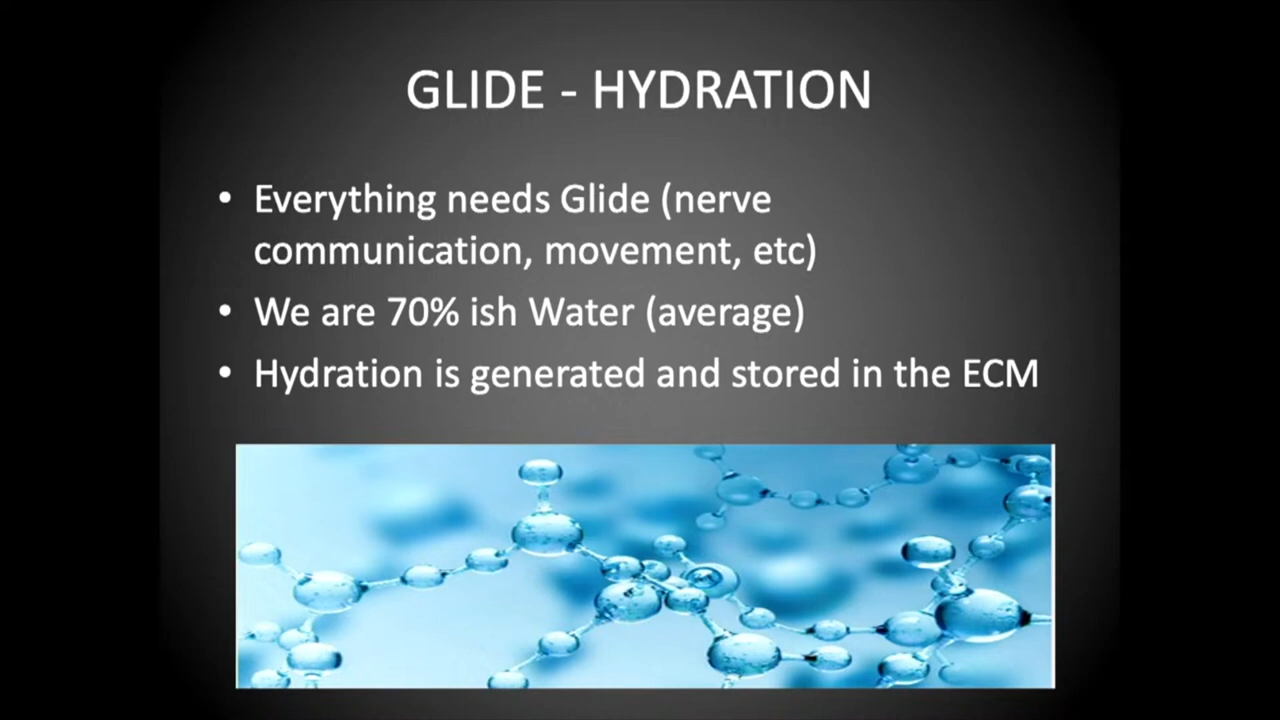 GLIDE - HYDRATION
• Everything needs Glide (nerve
communication, movement, etc)
• We are 70% ish Water (average)
• Hydration is generated and stored in the ECM